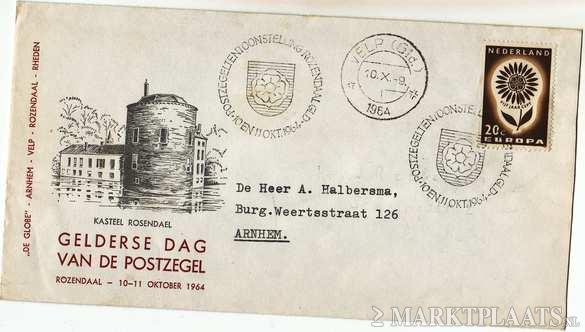 "DE GLOBE" - ARNHEM - VELP - ROZENDAAL - RHEDEN
POSTZEGELTENTOONSTELLING ROZENDAAL-GLD-
10 EN 11 OKT. 1964
VELP (Gld
10.X.-9.
1
1964
NEDERLAND
VIJF JAAR CEPT
20c
EUROPA
POSTZEGELTENTOONSTELLING ROZENDAAL-GLD-
10 EN 11 OKT. 1964
KASTEEL ROSENDAEL
GELDERSE DAG
VAN DE POSTZEGEL
ROZENDAAL - 10-11 OKTOBER 1964
De Heer A. Halbersma,
Burg. Weertsstraat 126
ARNHEM.
MARKTPLAATS.NL